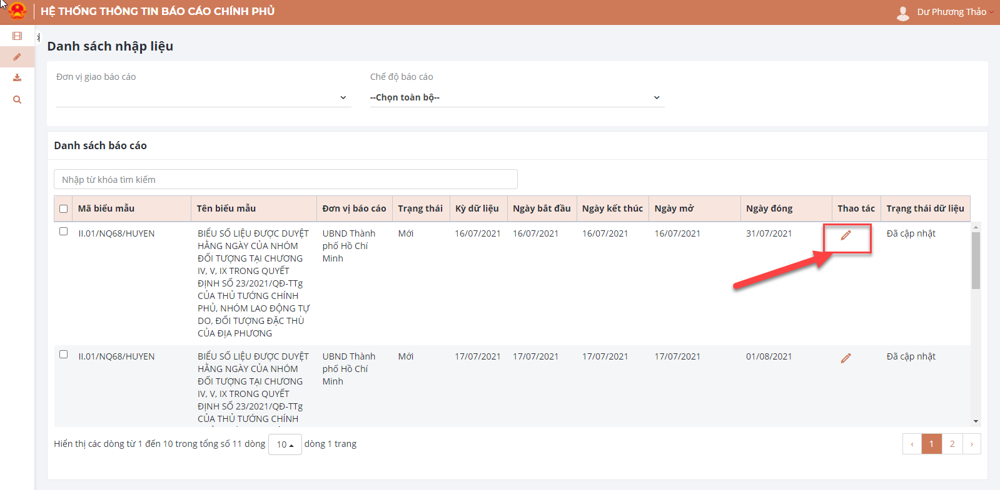 HỆ THỐNG THÔNG TIN BÁO CÁO CHÍNH PHỦ
Dư Phương Thảo
Danh sách nhập liệu
Đơn vị giao báo cáo
Chế độ báo cáo
--Chọn toàn bộ--
Danh sách báo cáo
Nhập từ khóa tìm kiếm
Mã biểu mẫu Tên biểu mẫu Đơn vị báo cáo Trạng thái Kỳ dữ liệu Ngày bắt đầu Ngày kết thúc Ngày mở Ngày đóng Thao tác Trạng thái dữ liệu
II.01/NQ68/HUYEN BIỂU SỐ LIỆU ĐƯỢC DUYỆT UBND Thành Mới 16/07/2021 16/07/2021 16/07/2021 16/07/2021 31/07/2021 Đã cập nhật
HẰNG NGÀY CỦA NHÓM phố Hồ Chí
ĐỐI TƯỢNG TẠI CHƯƠNG Minh
IV, V, IX TRONG QUYẾT
ĐỊNH SỐ 23/2021/QĐ-TTg
CỦA THỦ TƯỚNG CHÍNH
PHỦ, NHÓM LAO ĐỘNG TỰ
DO, ĐỐI TƯỢNG ĐẶC THÙ
CỦA ĐỊA PHƯƠNG
II.01/NQ68/HUYEN BIỂU SỐ LIỆU ĐƯỢC DUYỆT UBND Thành Mới 17/07/2021 17/07/2021 17/07/2021 17/07/2021 01/08/2021 Đã cập nhật
HẰNG NGÀY CỦA NHÓM phố Hồ Chí
ĐỐI TƯỢNG TẠI CHƯƠNG Minh
IV, V, IX TRONG QUYẾT
ĐỊNH SỐ 23/2021/QĐ-TTg
CỦA THỦ TƯỚNG CHÍNH
Hiển thị các dòng từ 1 đến 10 trong tổng số 11 dòng 10 dòng 1 trang
‹ 1 2 ›